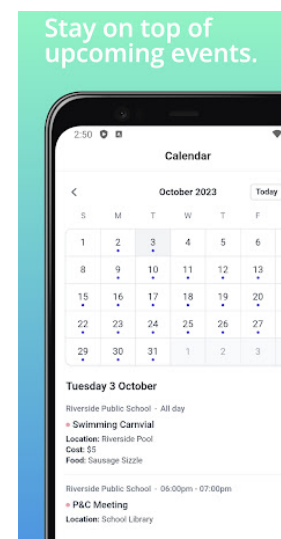 Stay on top of
upcoming events.
2:50
Calendar
October 2023 Today
S M T W T F
1 2 3 4 5 6
8 9 10 11 12 13
15 16 17 18 19 20
22 23 24 25 26 27
29 30 31 1 2 3
Tuesday 3 October
Riverside Public School - All day
Swimming Carnvial
Location: Riverside Pool
Cost: $5
Food: Sausage Sizzle
Riverside Public School - 06:00pm - 07:00pm
P&C Meeting
Location: School Library